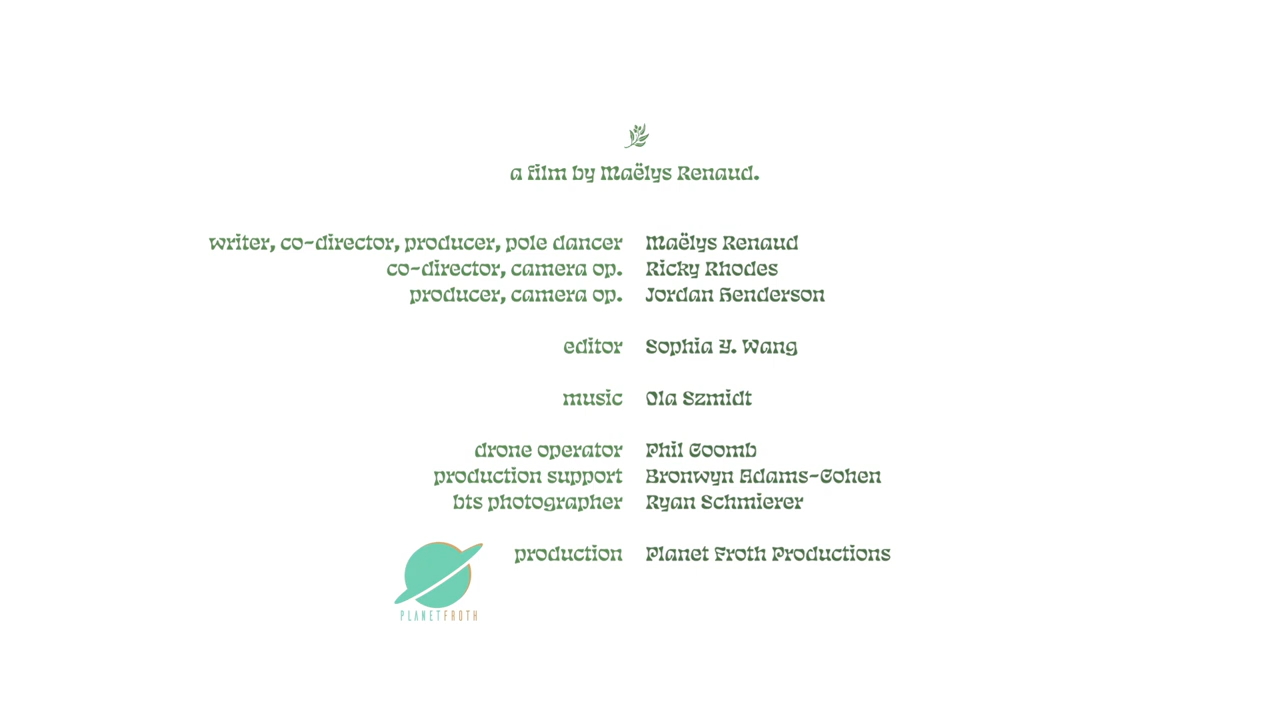 a film by Maëlys Renaud.
writer, co-director, producer, pole dancer Maëlys Renaud
co-director, camera op. Ricky Rhodes
producer, camera op. Jordan Henderson
editor Sophia Y. Wang
music Ola Szmidt
drone operator Phil Coomb
production support Bronwyn Adams-Cohen
bts photographer Ryan Schmierer
production Planet Froth Productions
PLANETFROTH